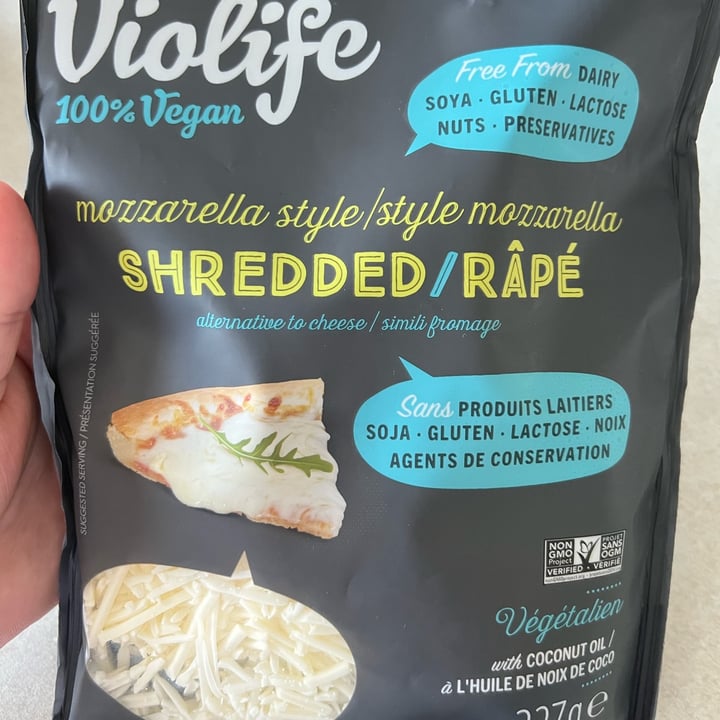 Violife
100% Vegan
Free From DAIRY
SOYA · GLUTEN · LACTOSE
NUTS · PRESERVATIVES
mozzarella style/style mozzarella
SHREDDED/RÂPÉ
alternative to cheese / simili fromage
SUGGESTED SERVING / PRÉSENTATION SUGGÉRÉE
Sans PRODUITS LAITIERS
SOJA · GLUTEN · LACTOSE · NOIX
AGENTS DE CONSERVATION
NON
GMO
Project
VERIFIED
PROJET
SANS
OGM
VÉRIFIÉ
Végétalien
with COCONUT OIL /
à L'HUILE DE NOIX DE COCO
227g e